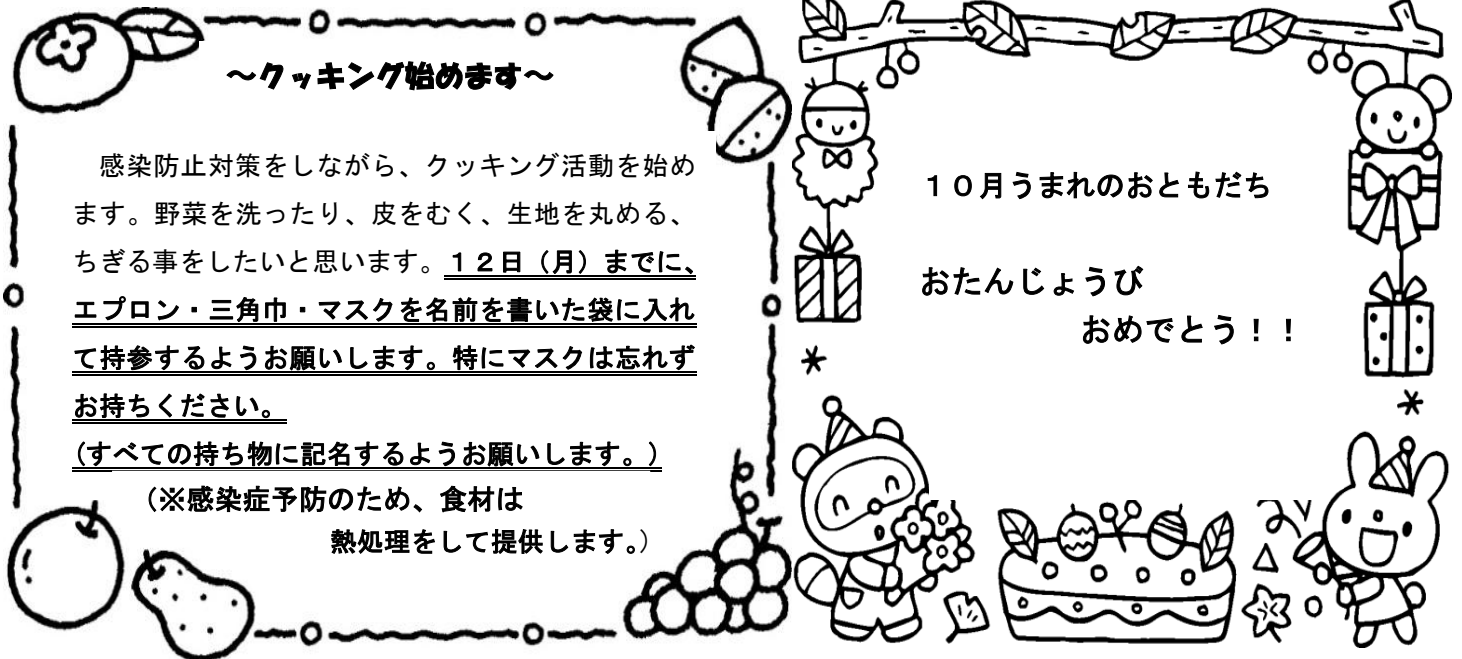 ～クッキング始めます～
　感染防止対策をしながら、クッキング活動を始め
ます。野菜を洗ったり、皮をむく、生地を丸める、
ちぎる事をしたいと思います。１２日（月）までに、
エプロン・三角巾・マスクを名前を書いた袋に入れ
て持参するようお願いします。特にマスクは忘れず
お持ちください。
(すべての持ち物に記名するようお願いします。)
（※感染症予防のため、食材は
熱処理をして提供します。）
１０月うまれのおともだち
おたんじょうび
おめでとう！！